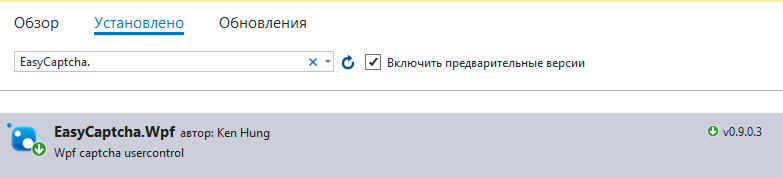 Обзор Установлено Обновления
EasyCaptcha. Включить предварительные версии
EasyCaptcha.Wpf автор: Ken Hung v0.9.0.3
Wpf captcha usercontrol